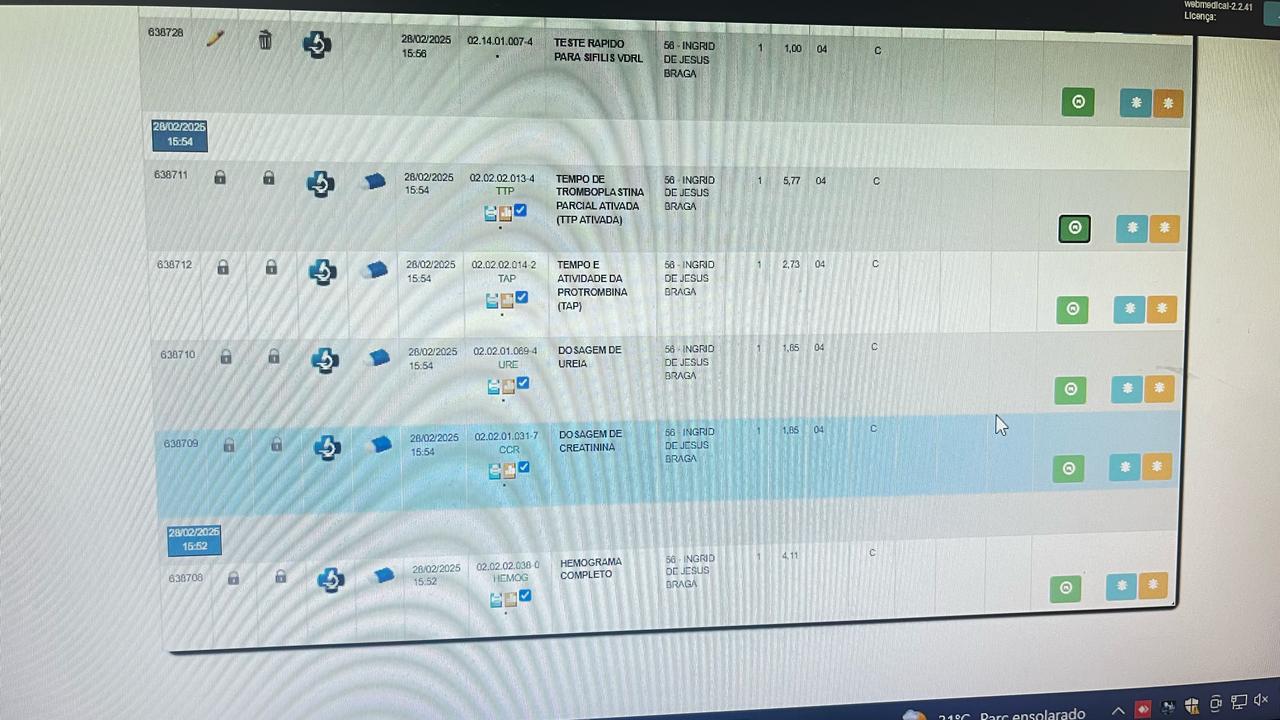 webmedical-2.2.41
Licença:
638728
28/02/2025
15:56
02.14.01.007-4
TESTE RAPIDO
PARA SIFILIS VDRL
56 - INGRID
DE JESUS
BRAGA
1
1,00
04
C
28/02/2025
15:54
638711
28/02/2025
15:54
02.02.02.013-4
TTP
TEMPO DE
TROMBOPLASTINA
PARCIAL ATIVADA
(TTP ATIVADA)
56 - INGRID
DE JESUS
BRAGA
1
5,77
04
C
638712
28/02/2025
15:54
02.02.02.014-2
TAP
TEMPO E
ATIVIDADE DA
PROTROMBINA
(TAP)
56 - INGRID
DE JESUS
BRAGA
1
2,73
04
C
638710
28/02/2025
15:54
02.02.01.069-4
URE
DOSAGEM DE
UREIA
56 - INGRID
DE JESUS
BRAGA
1
1,85
04
C
638709
28/02/2025
15:54
02.02.01.031-7
CCR
DOSAGEM DE
CREATININA
56 - INGRID
DE JESUS
BRAGA
1
1,85
04
C
28/02/2025
15:52
638708
28/02/2025
15:52
02.02.02.038-0
HEMOG
HEMOGRAMA
COMPLETO
56 - INGRID
DE JESUS
BRAGA
1
4,11
C
31°C Parc ensolarado